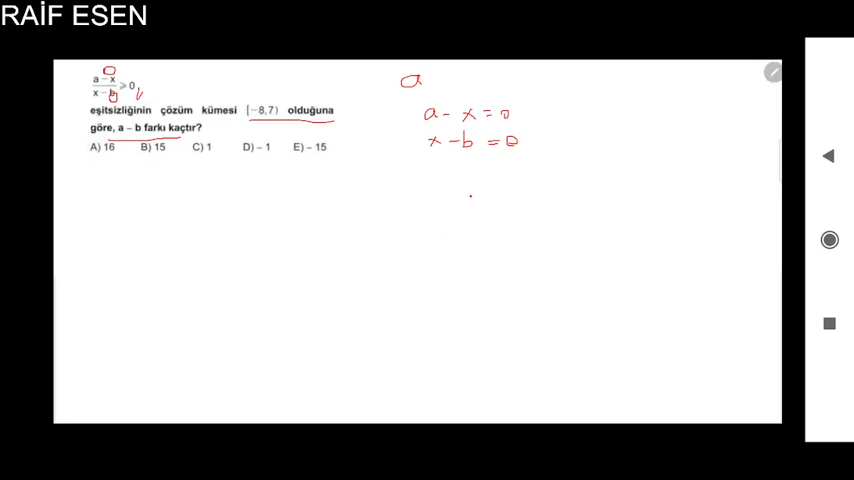 RAİF ESEN
a – x
x – b
⩾ 0
eşitsizliğinin çözüm kümesi [–8,7) olduğuna
göre, a – b farkı kaçtır?
A) 16 B) 15 C) 1 D) – 1 E) – 15
a
a - x = 0
x - b = 0